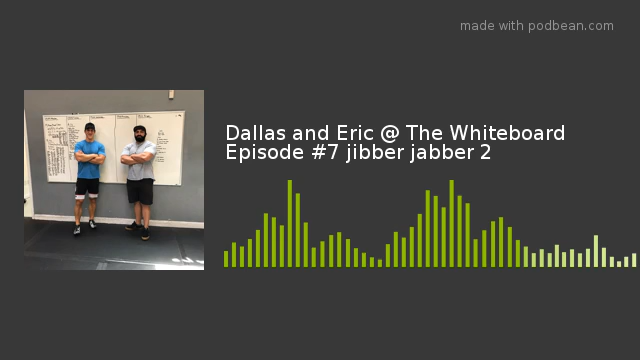 made with podbean.com
Dallas and Eric @ The Whiteboard
Episode #7 jibber jabber 2